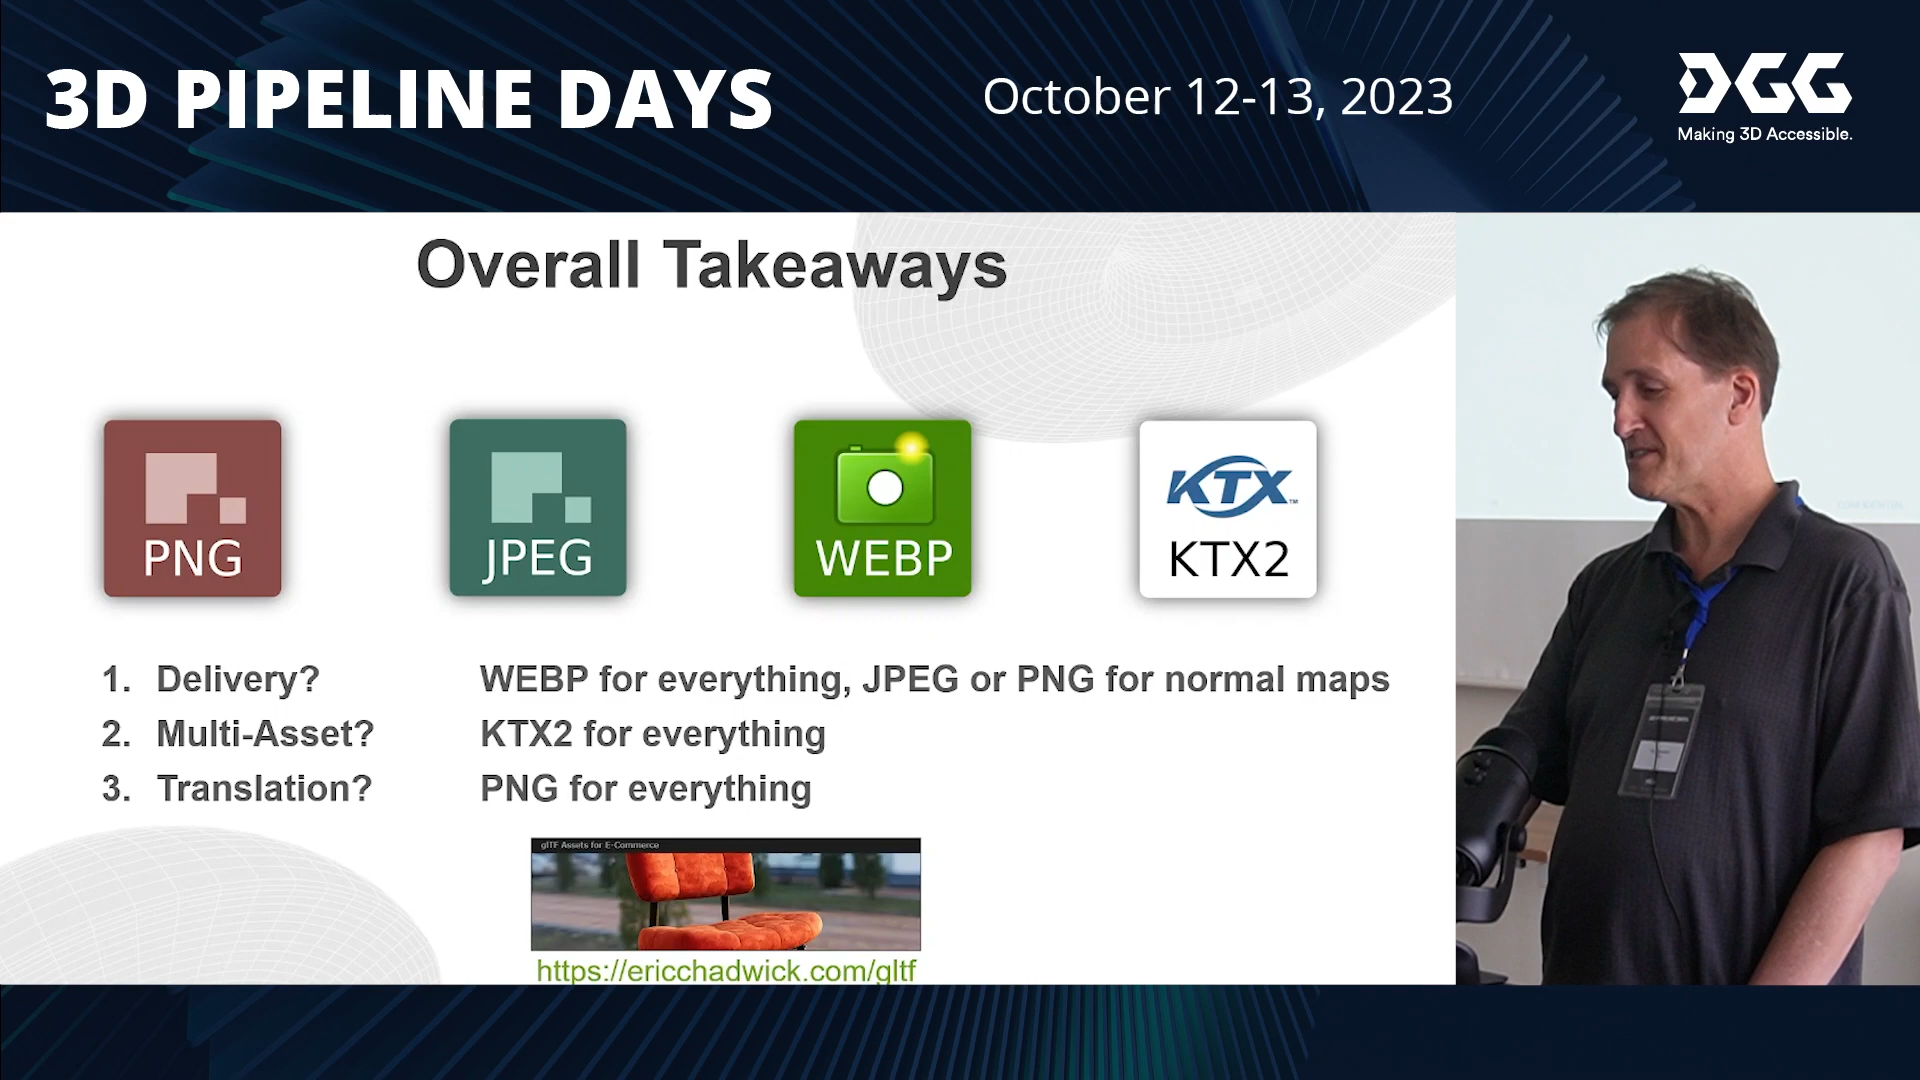 3D PIPELINE DAYS
October 12-13, 2023
DGG
Making 3D Accessible.
Overall Takeaways
PNG
JPEG
WEBP
KTX™
KTX2
1. Delivery? WEBP for everything, JPEG or PNG for normal maps
2. Multi-Asset? KTX2 for everything
3. Translation? PNG for everything
glTF Assets for E-Commerce
https://ericchadwick.com/gltf